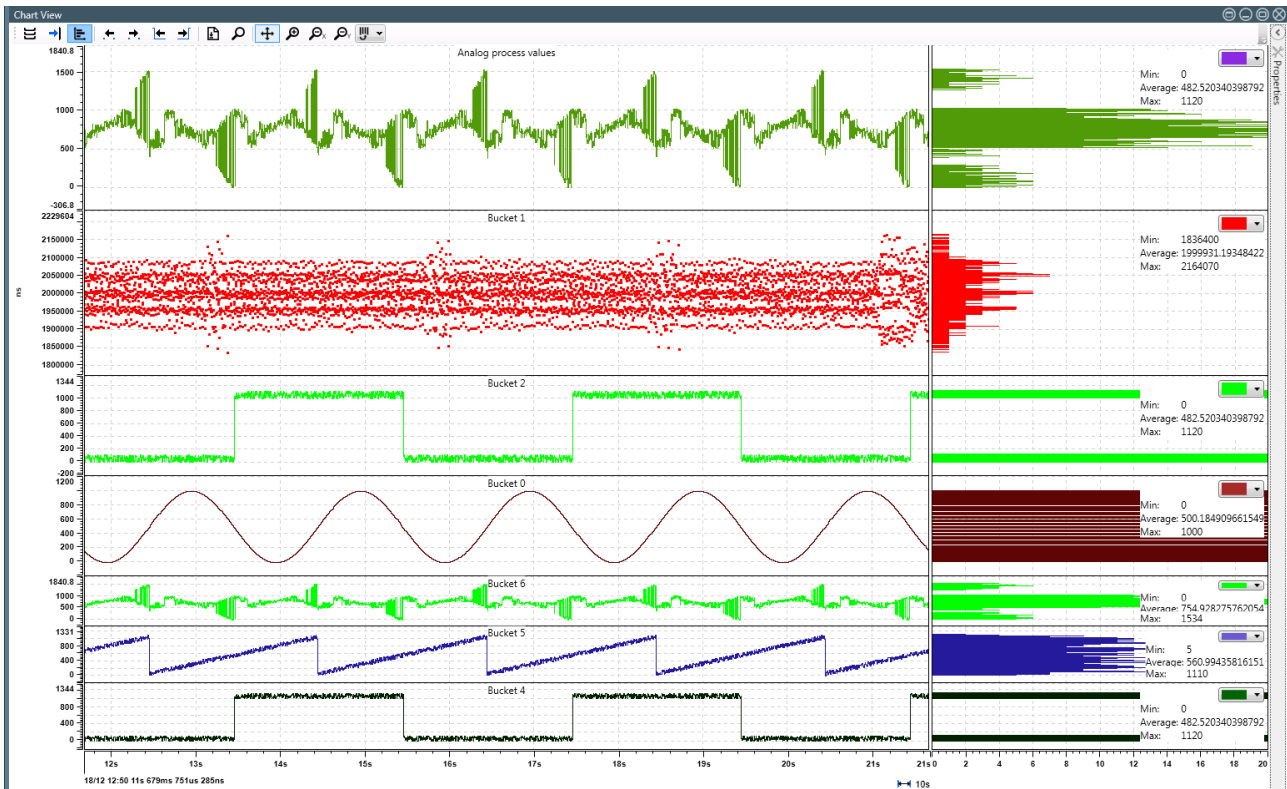 Chart View
Properties
Analog process values
1840.8
1500
1000
500
0
-306.8
Min: 0
Average: 482.520340398792
Max: 1120
Bucket 1
ns
2229604
2150000
2100000
2050000
2000000
1950000
1900000
1850000
1800000
Min: 1836400
Average: 1999931.19348422
Max: 2164070
Bucket 2
1344
1000
800
600
400
200
0
-200
Min: 0
Average: 482.520340398792
Max: 1120
Bucket 0
1200
800
600
400
200
0
Min: 0
Average: 500.184909661549
Max: 1000
Bucket 6
1840.8
1000
500
0
Min: 0
Average: 754.928275762054
Max: 1534
Bucket 5
1331
800
400
0
Min: 5
Average: 560.99435816151
Max: 1110
Bucket 4
1344
800
400
0
Min: 0
Average: 482.520340398792
Max: 1120
12s 13s 14s 15s 16s 17s 18s 19s 20s 21s 21s
0 2 4 6 8 10 12 14 16 18 20
18/12 12:50 11s 679ms 751us 285ns
10s